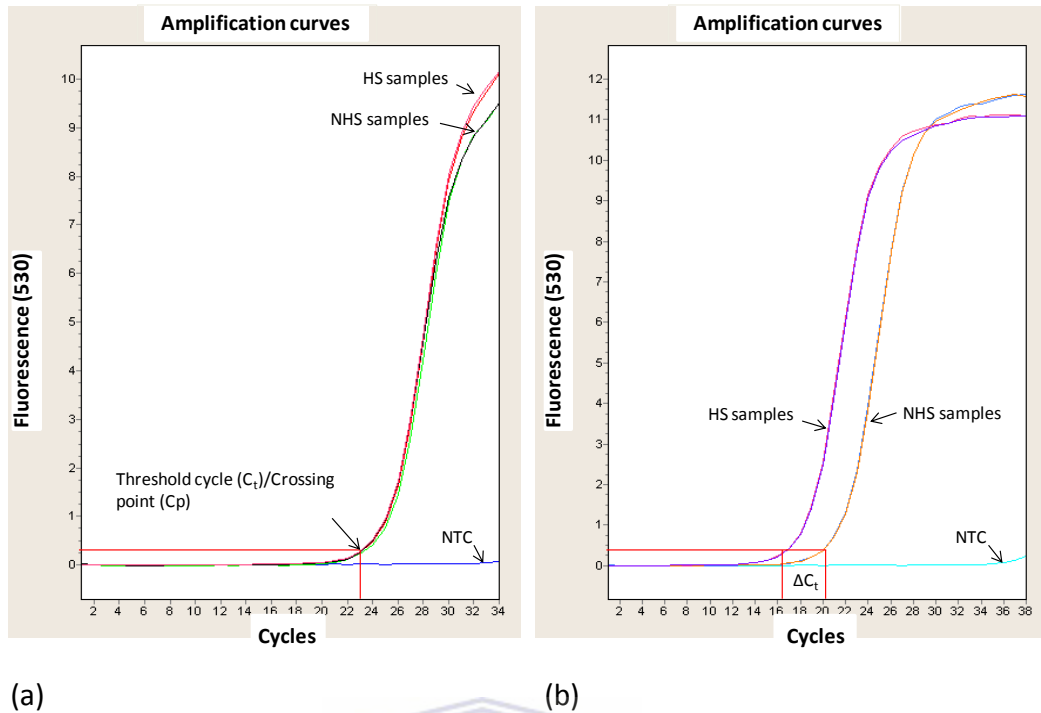 Amplification curves
10
9
8
7
6
5
4
3
2
1
0
Fluorescence (530)
HS samples
NHS samples
Threshold cycle (Ct)/Crossing
point (Cp)
NTC
2 4 6 8 10 12 14 16 18 20 22 24 26 28 30 32 34
Cycles
(a)
Amplification curves
12
11
10
9
8
7
6
5
4
3
2
1
0
Fluorescence (530)
HS samples
NHS samples
NTC
ΔCt
2 4 6 8 10 12 14 16 18 20 22 24 26 28 30 32 34 36 38
Cycles
(b)